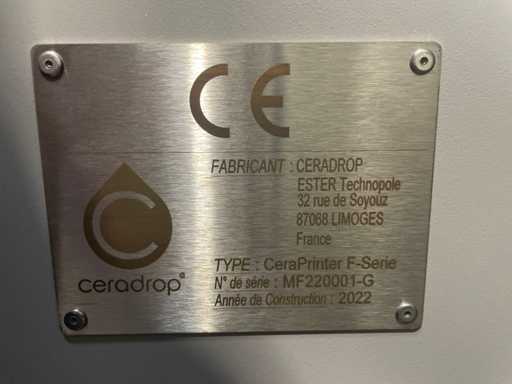 CE
FABRICANT : CERADROP
ESTER Technopole
32 rue de Soyouz
87068 LIMOGES
France
ceradrop®
TYPE : CeraPrinter F-Serie
N° de série : MF220001-G
Année de Construction : 2022